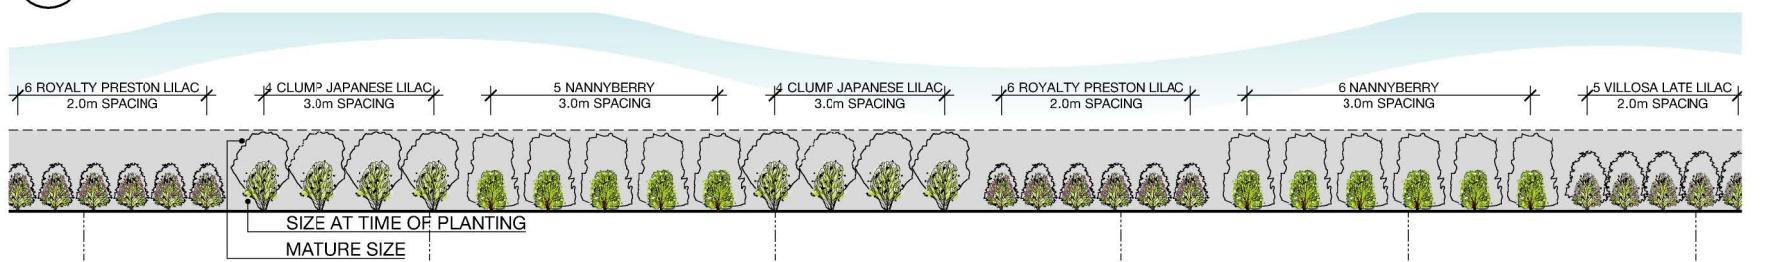 6 ROYALTY PRESTON LILAC
2.0m SPACING
4 CLUMP JAPANESE LILAC
3.0m SPACING
5 NANNYBERRY
3.0m SPACING
4 CLUMP JAPANESE LILAC
3.0m SPACING
6 ROYALTY PRESTON LILAC
2.0m SPACING
6 NANNYBERRY
3.0m SPACING
5 VILLOSA LATE LILAC
2.0m SPACING
SIZE AT TIME OF PLANTING
MATURE SIZE